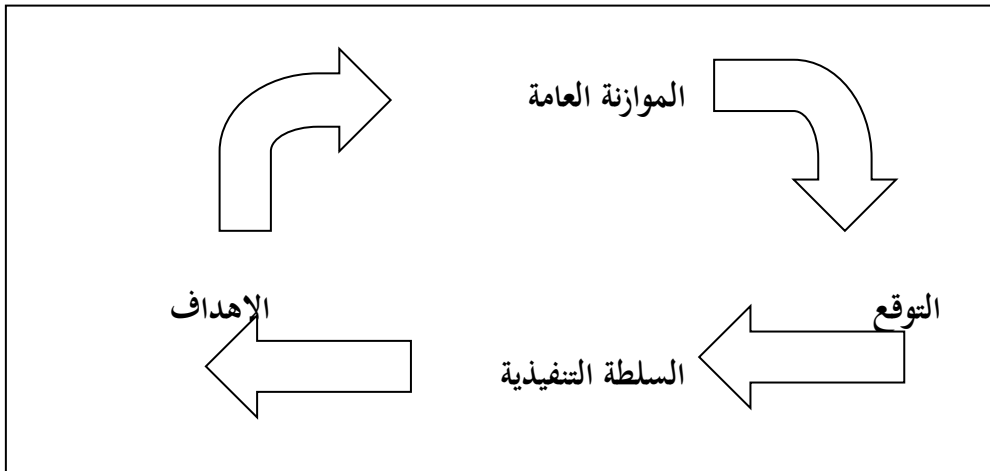 الموازنة العامة
التوقع
الاهداف
السلطة التنفيذية